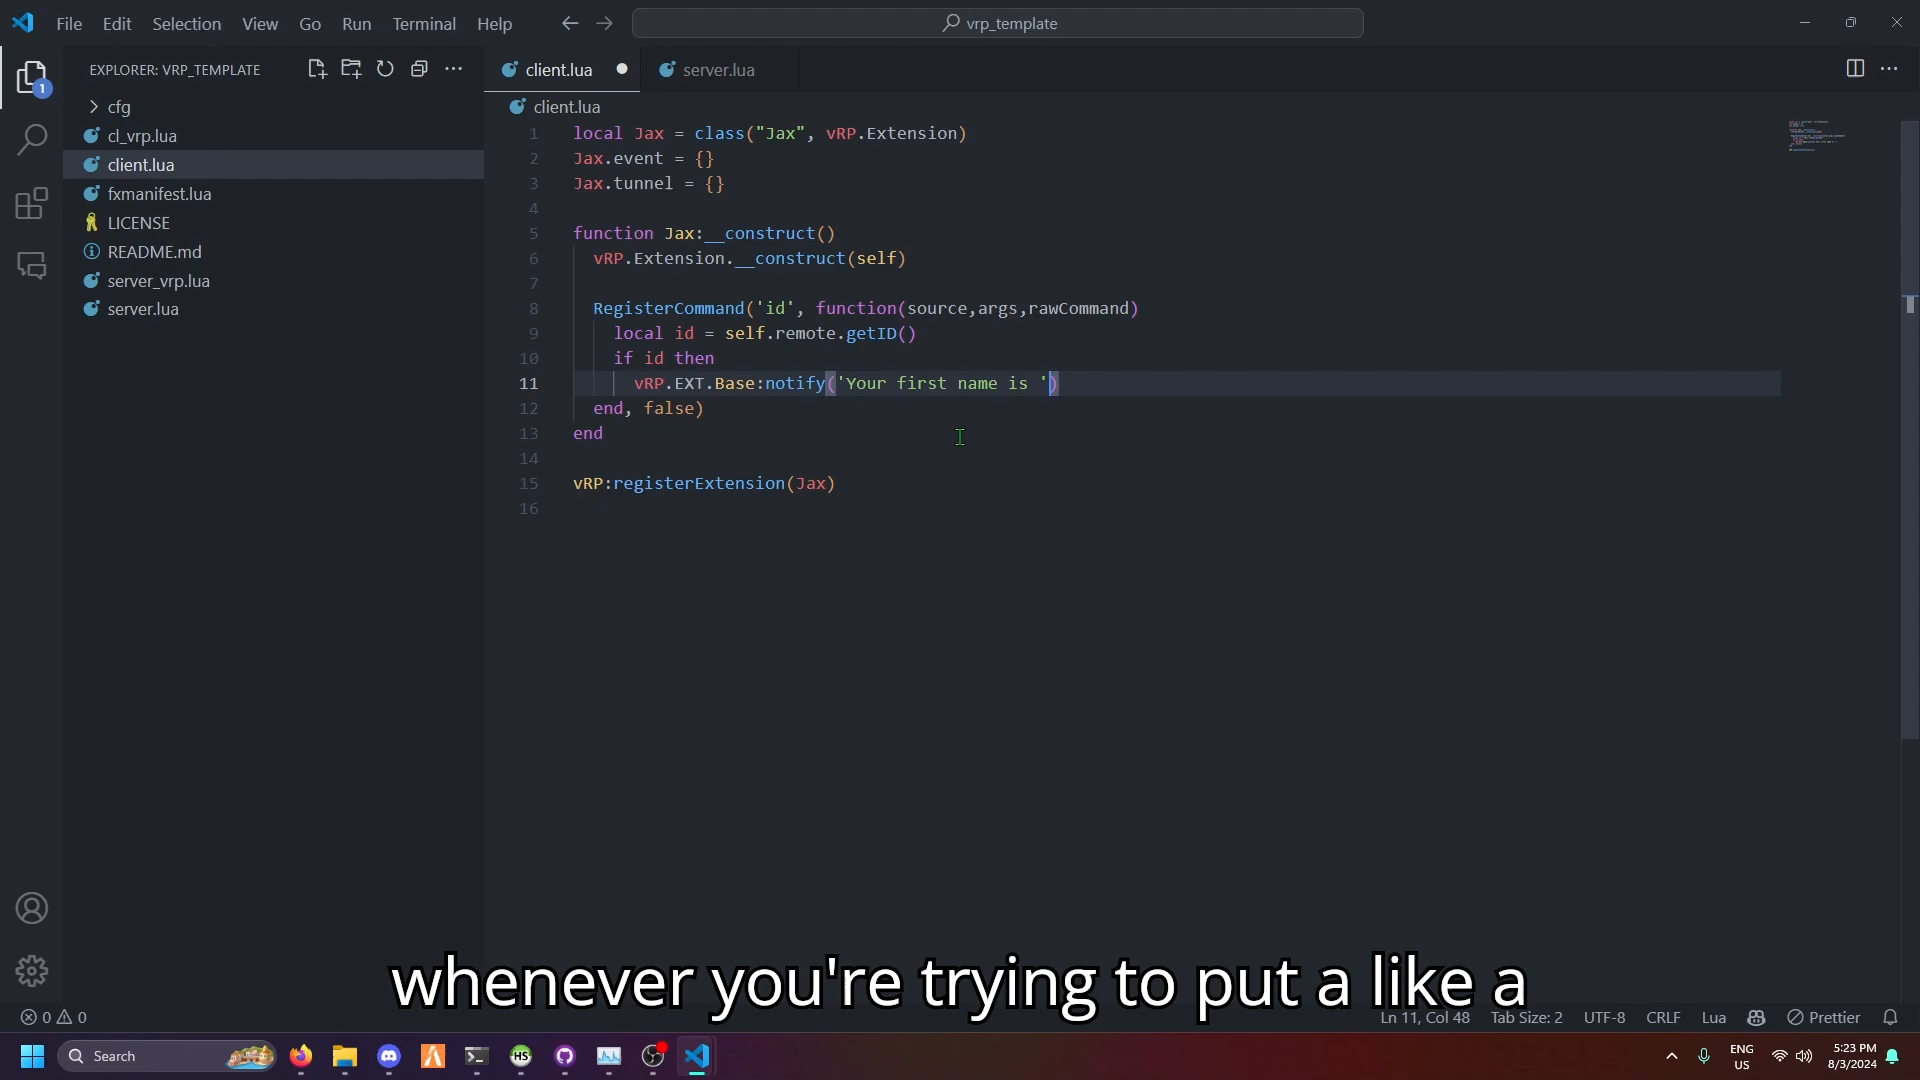 File Edit Selection View Go Run Terminal Help
vrp_template
EXPLORER: VRP_TEMPLATE
1
cfg
cl_vrp.lua
client.lua
fxmanifest.lua
LICENSE
README.md
server_vrp.lua
server.lua
client.lua server.lua
client.lua
1 local Jax = class("Jax", vRP.Extension)
2 Jax.event = {}
3 Jax.tunnel = {}
4
5 function Jax:__construct()
6 vRP.Extension.__construct(self)
7
8 RegisterCommand('id', function(source,args,rawCommand)
9 local id = self.remote.getID()
10 if id then
11 vRP.EXT.Base:notify('Your first name is ')
12 end, false)
13 end
14
15 vRP:registerExtension(Jax)
16
whenever you're trying to put a like a
0 0 Ln 11, Col 48 Tab Size: 2 UTF-8 CRLF Lua Prettier
Search
HS
ENG
US
5:23 PM
8/3/2024